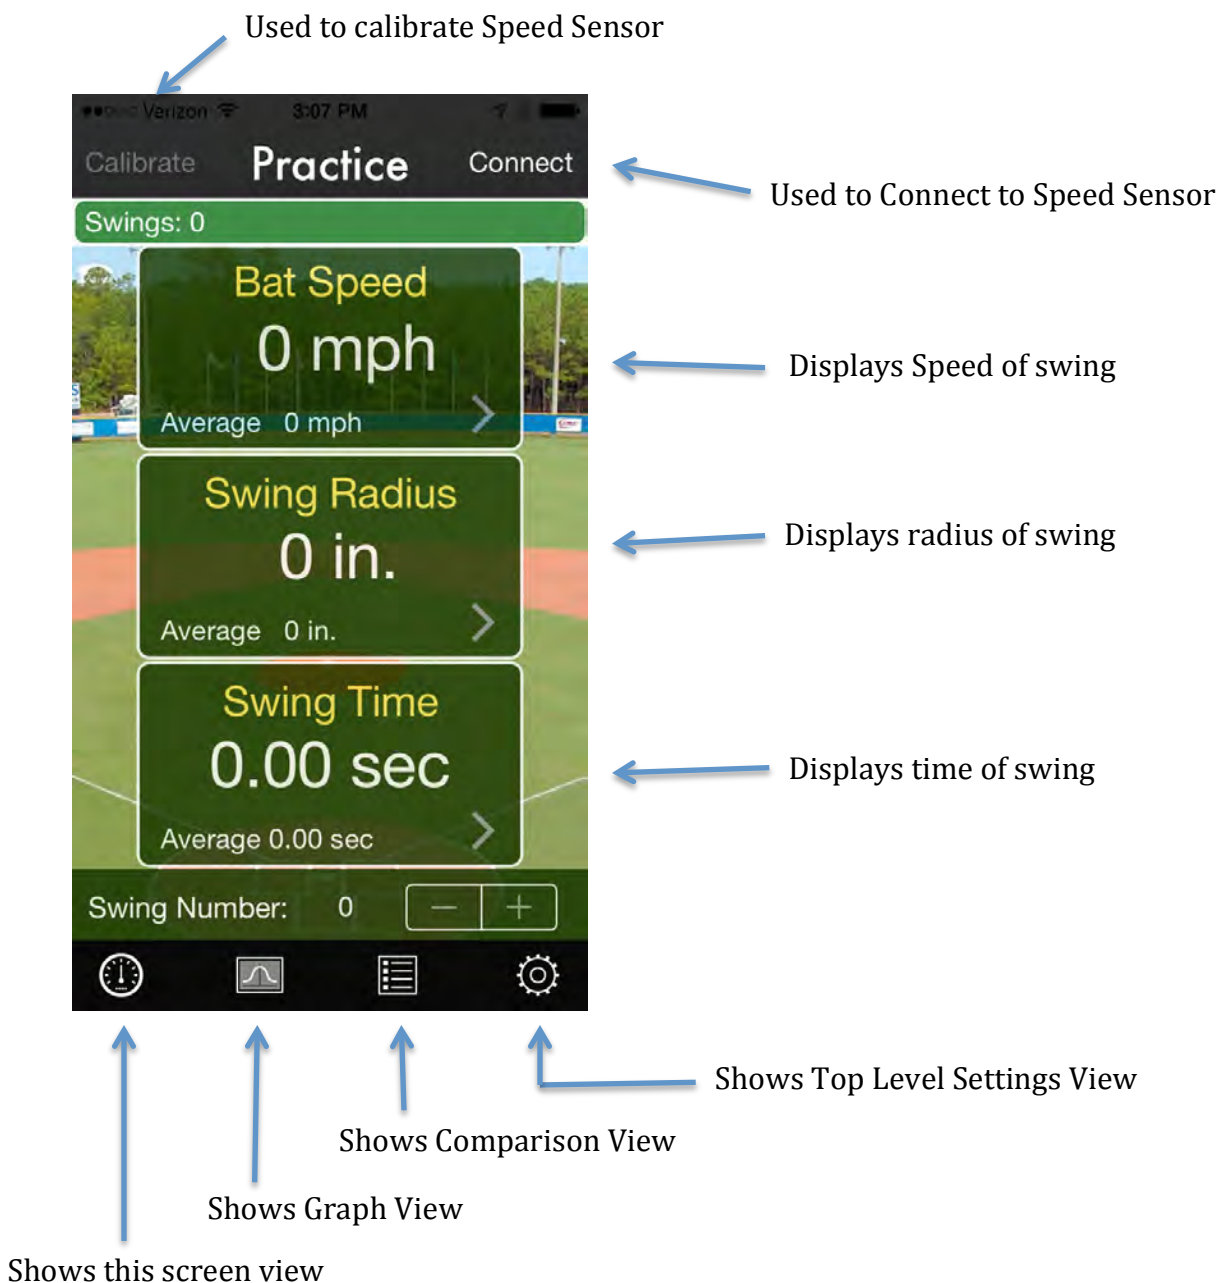 Used to calibrate Speed Sensor
Verizon 3:07 PM
Calibrate Practice Connect
Used to Connect to Speed Sensor
Swings: 0
Bat Speed
0 mph
Displays Speed of swing
Average 0 mph
Swing Radius
0 in.
Displays radius of swing
Average 0 in.
Swing Time
0.00 sec
Displays time of swing
Average 0.00 sec
Swing Number: 0 − +
Shows Top Level Settings View
Shows Comparison View
Shows Graph View
Shows this screen view